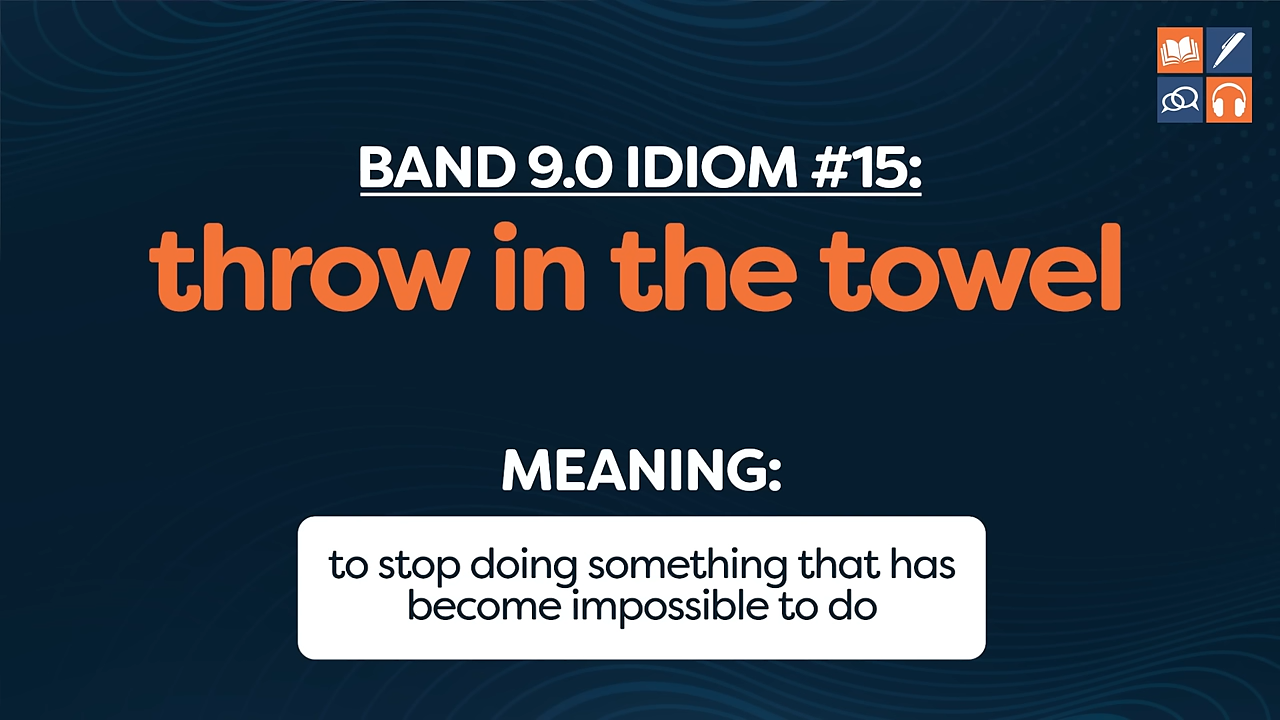 BAND 9.0 IDIOM #15:
throw in the towel
MEANING:
to stop doing something that has
become impossible to do